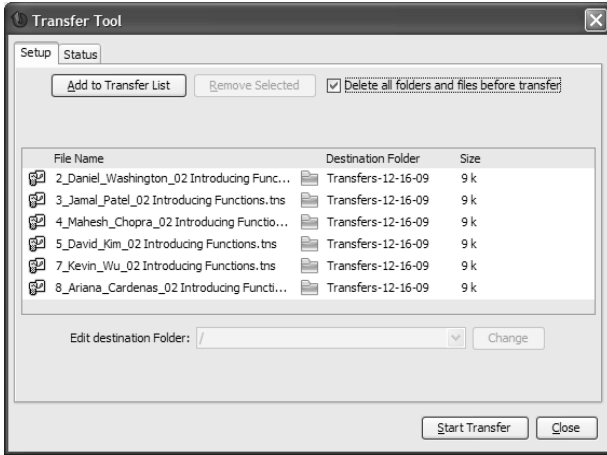 Transfer Tool
Setup Status
Add to Transfer List Remove Selected Delete all folders and files before transfer
File Name Destination Folder Size
2_Daniel_Washington_02 Introducing Func... Transfers-12-16-09 9 k
3_Jamal_Patel_02 Introducing Functions.tns Transfers-12-16-09 9 k
4_Mahesh_Chopra_02 Introducing Functio... Transfers-12-16-09 9 k
5_David_Kim_02 Introducing Functions.tns Transfers-12-16-09 9 k
7_Kevin_Wu_02 Introducing Functions.tns Transfers-12-16-09 9 k
8_Ariana_Cardenas_02 Introducing Functi... Transfers-12-16-09 9 k
Edit destination Folder: / Change
Start Transfer Close